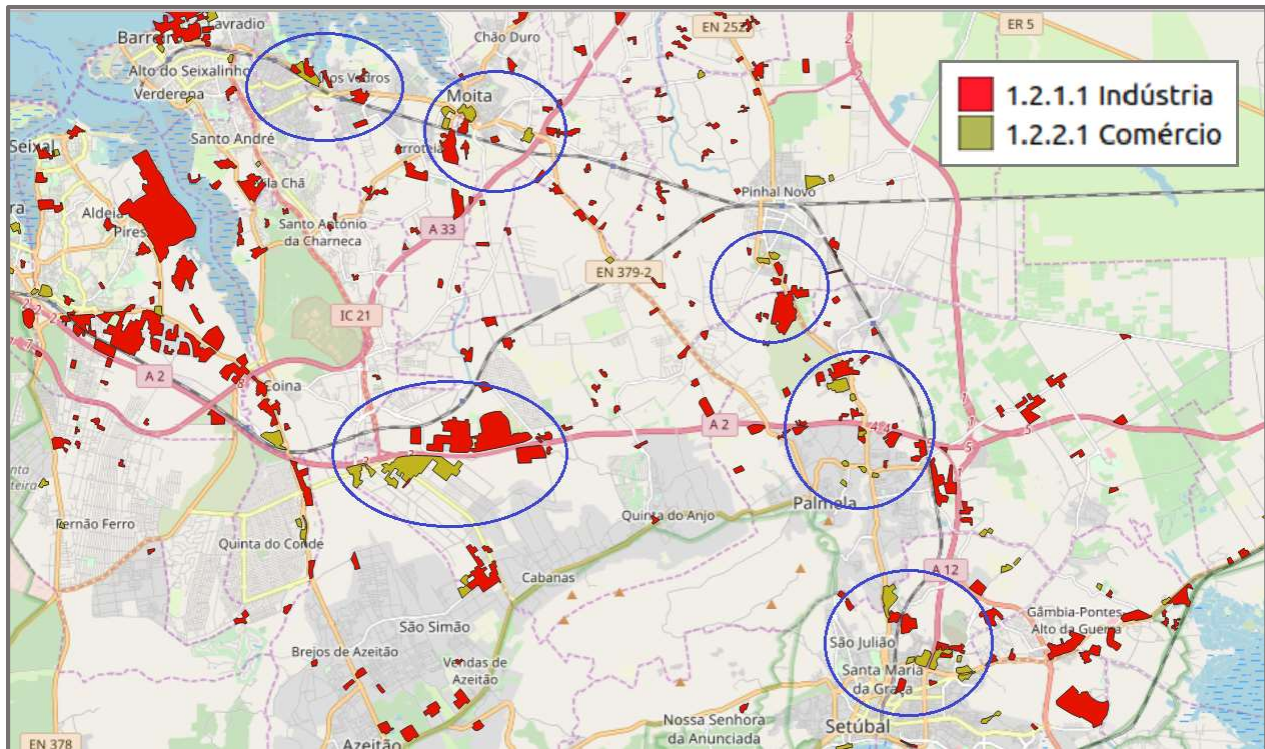 Lavradio
Barreiro
Chão Duro
EN 252
ER 5
Alto do Seixalinho
Verderena
Moita
1.2.1.1 Indústria
1.2.2.1 Comércio
Santo André
Seixal
Vila Chã
Pinhal Novo
Aldeia
Pires
Santo António
da Charneca
A 33
EN 379-2
IC 21
A 2
Coina
A 2
Palmela
Fernão Ferro
Quinta do Anjo
Quinta do Conde
Cabanas
A 12
São Simão
Gâmbia-Pontes
Alto da Guerra
Brejos de Azeitão
São Julião
Vendas de
Azeitão
Santa Maria
da Graça
Nossa Senhora
da Anunciada
Setúbal
EN 378
Azeitão